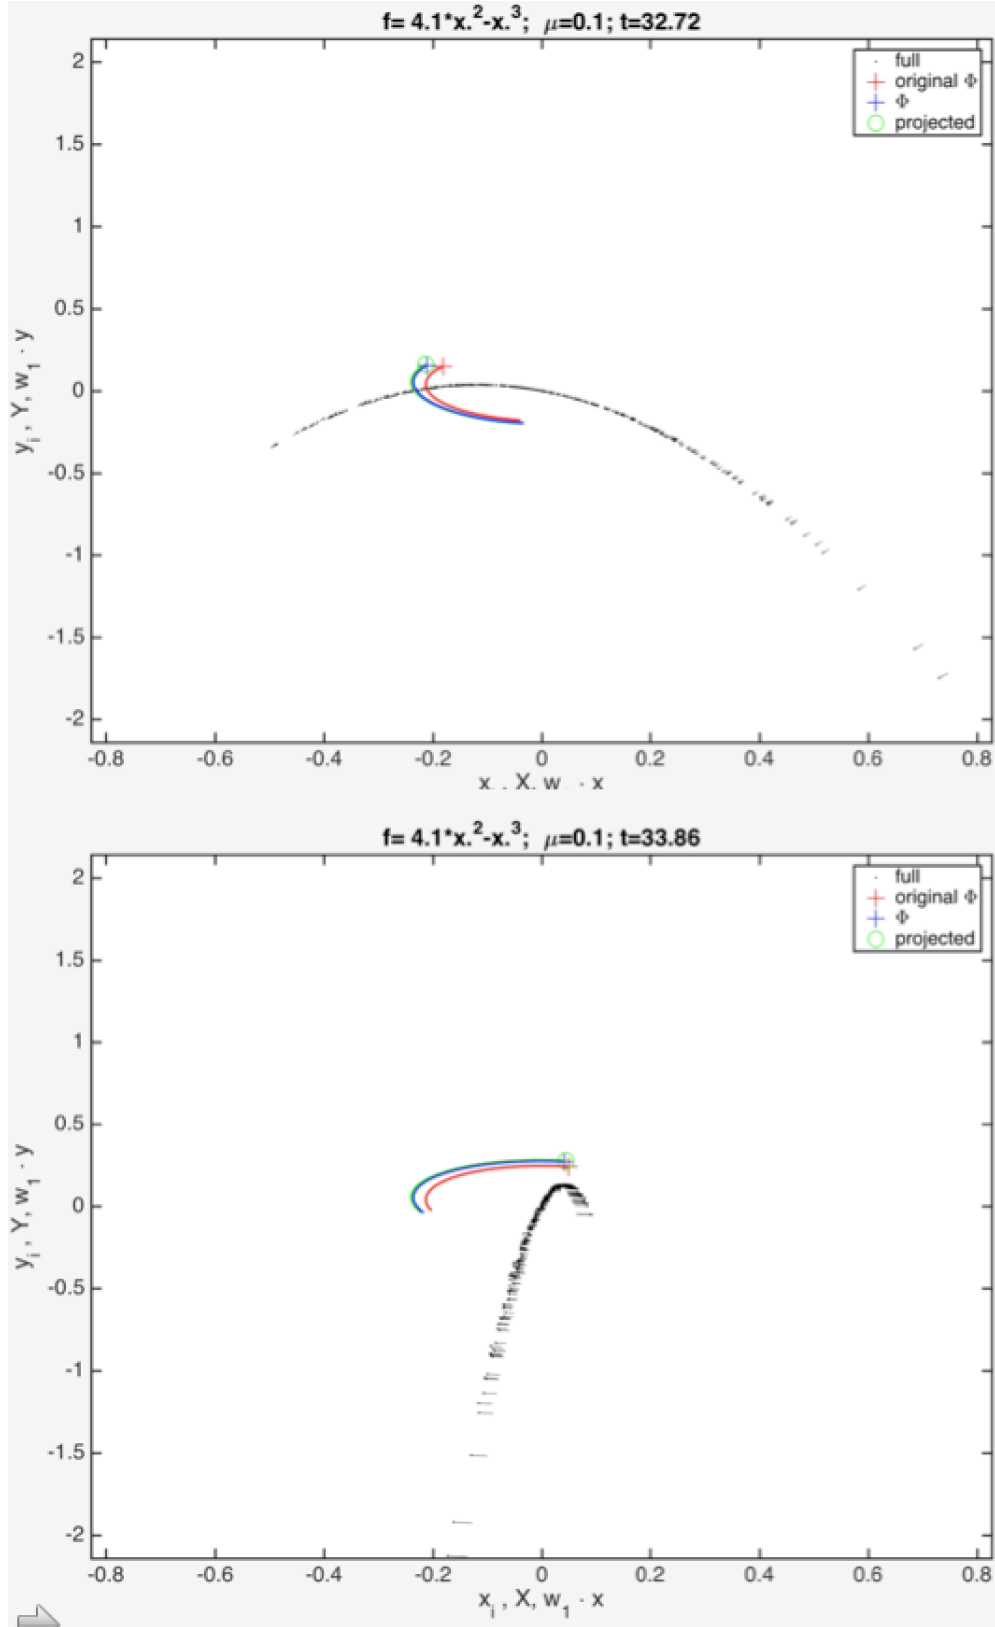 f= 4.1*x.^2-x.^3; μ=0.1; t=32.72
full
original Φ
Φ
projected
2
1.5
1
0.5
0
-0.5
-1
-1.5
-2
y_i , Y, w_1 · y
-0.8 -0.6 -0.4 -0.2 0 0.2 0.4 0.6 0.8
x , X, w · x
f= 4.1*x.^2-x.^3; μ=0.1; t=33.86
full
original Φ
Φ
projected
2
1.5
1
0.5
0
-0.5
-1
-1.5
-2
y_i , Y, w_1 · y
-0.8 -0.6 -0.4 -0.2 0 0.2 0.4 0.6 0.8
x_i , X, w_1 · x